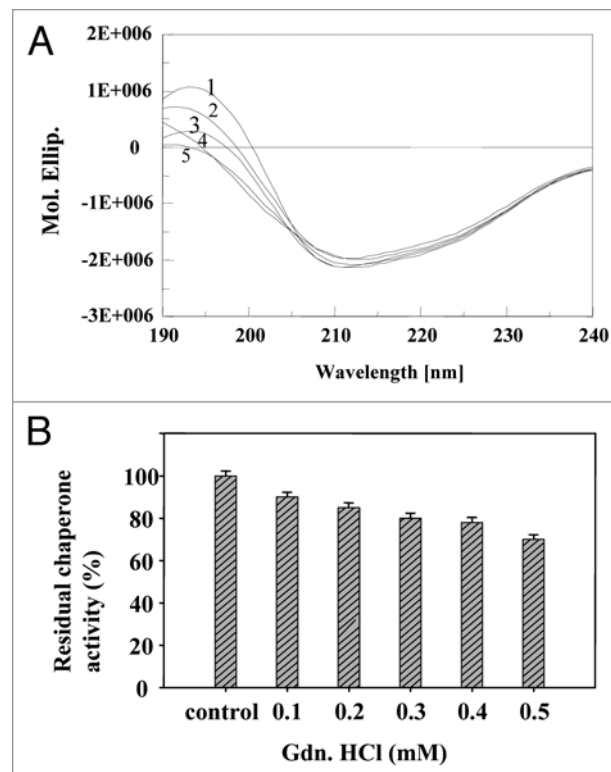 A
2E+006
1E+006
0
-1E+006
-2E+006
-3E+006
Mol. Ellip.
1
2
3
4
5
190 200 210 220 230 240
Wavelength [nm]
B
100
80
60
40
20
0
Residual chaperone
activity (%)
control 0.1 0.2 0.3 0.4 0.5
Gdn. HCl (mM)